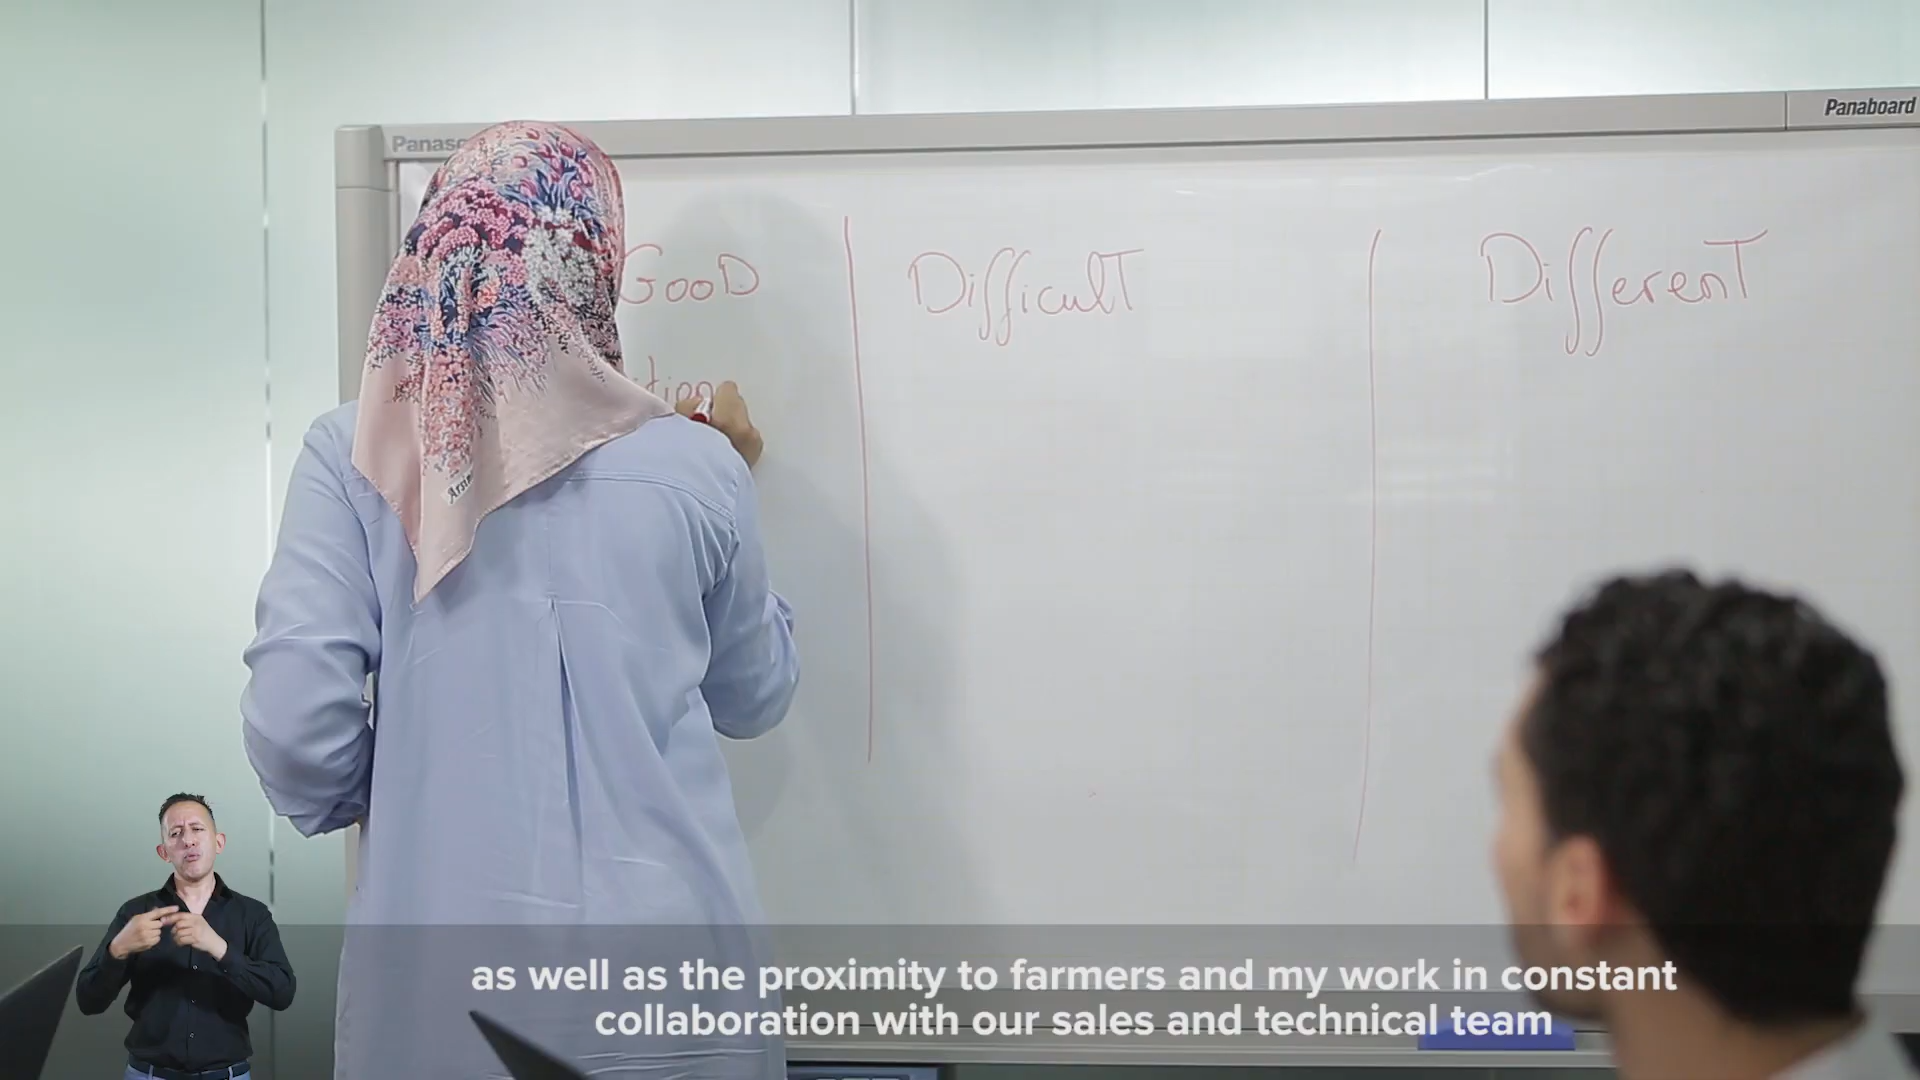 Panaboard
GooD
DifficulT
DifferenT
as well as the proximity to farmers and my work in constant
collaboration with our sales and technical team